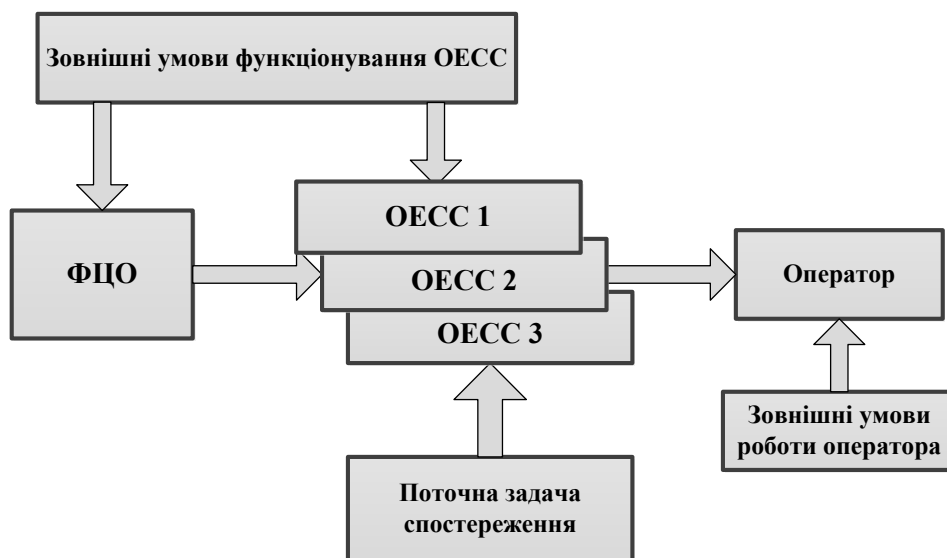 Зовнішні умови функціонування ОЕСС
ОЕСС 1
ФЦО
ОЕСС 2
Оператор
ОЕСС 3
Зовнішні умови
роботи оператора
Поточна задача
спостереження